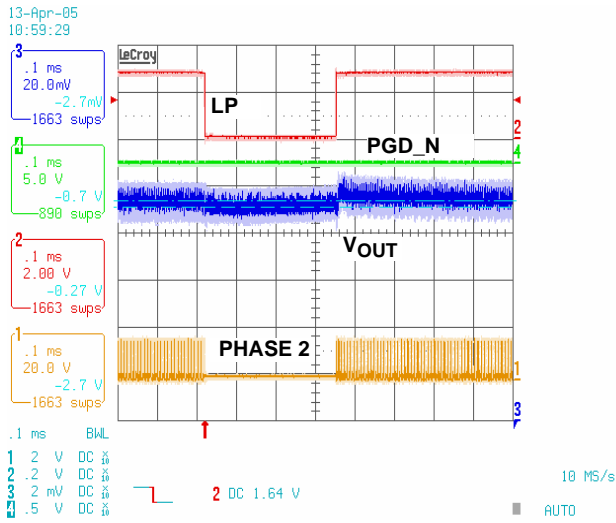 13-Apr-05
10:59:29
3
.1 ms
20.0mV
-2.7mV
1663 swps
4
.1 ms
5.0 V
-0.7 V
890 swps
2
.1 ms
2.00 V
-0.27 V
1663 swps
1
.1 ms
20.0 V
-2.7 V
1663 swps
LeCroy
LP
2
PGD_N
4
VOUT
PHASE 2
1
3
.1 ms BWL
1 2 V DC X10
2 .2 V DC X10
3 2 mV DC X10
4 .5 V DC X10
2 DC 1.64 V
10 MS/s
AUTO